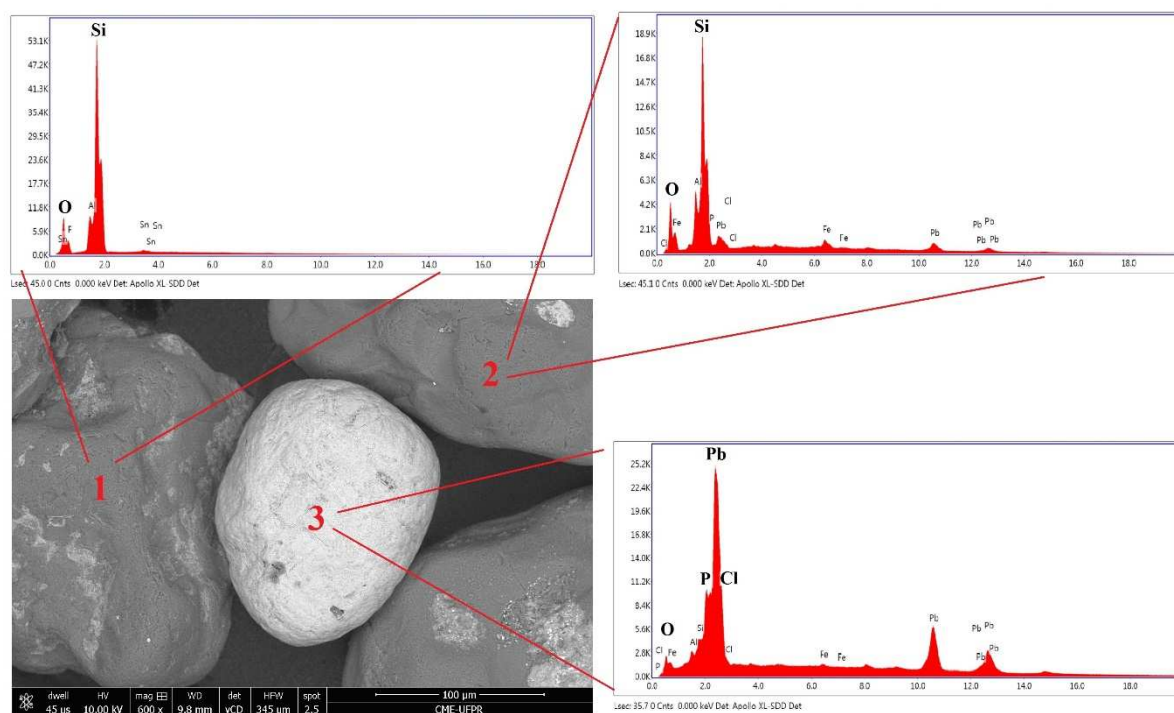 Si
53.1K
47.2K
41.3K
35.4K
29.5K
23.6K
17.7K
11.8K
5.9K
0.0K
O
F
Sn
Al
Sn
Sn
Sn
0.0 2.0 4.0 6.0 8.0 10.0 12.0 14.0 16.0 18.0
Lsec: 45.0 0 Cnts 0.000 keV Det: Apollo XL-SDD Det
Si
18.9K
16.8K
14.7K
12.6K
10.5K
8.4K
6.3K
4.2K
2.1K
0.0K
O
Fe
Cl
Al
P
Pb
Cl
Cl
Fe
Fe
Pb
Pb
Pb
Pb
Pb
0.0 2.0 4.0 6.0 8.0 10.0 12.0 14.0 16.0 18.0
Lsec: 45.1 0 Cnts 0.000 keV Det: Apollo XL-SDD Det
1
2
3
dwell HV mag WD det HFW spot
45 µs 10.00 kV 600 x 9.8 mm vCD 345 µm 2.5
100 µm
CME-UFPR
Pb
25.2K
22.4K
19.6K
16.8K
14.0K
11.2K
8.4K
5.6K
2.8K
0.0K
P
Cl
O
Cl
P
Fe
Al
Si
Cl
Fe
Fe
Pb
Pb
Pb
Pb
Pb
0.0 2.0 4.0 6.0 8.0 10.0 12.0 14.0 16.0 18.0
Lsec: 35.7 0 Cnts 0.000 keV Det: Apollo XL-SDD Det